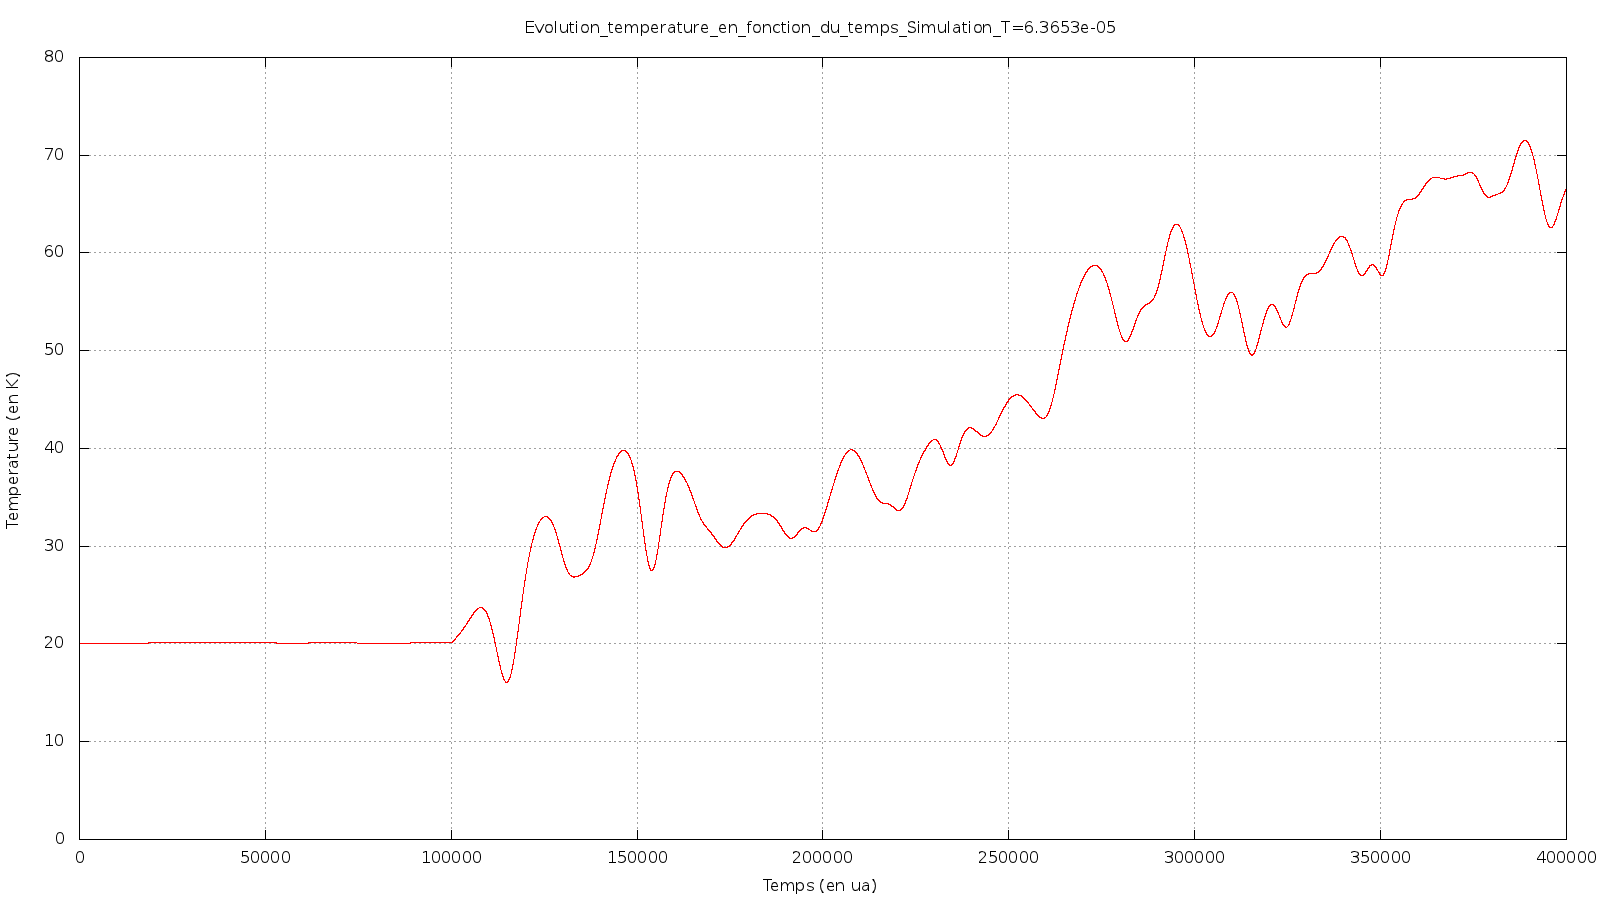 Evolution_temperature_en_fonction_du_temps_Simulation_T=6.3653e-05
80
70
60
50
40
30
20
10
0
Temperature (en K)
0 50000 100000 150000 200000 250000 300000 350000 400000
Temps (en ua)